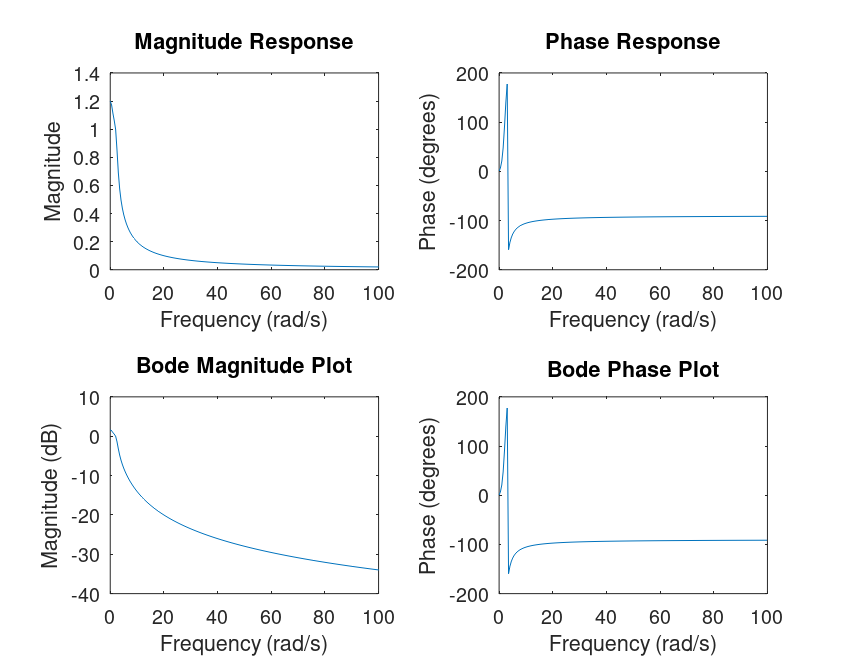 Magnitude Response
1.4
1.2
1
0.8
0.6
0.4
0.2
0
Magnitude
0 20 40 60 80 100
Frequency (rad/s)
Phase Response
200
100
0
-100
-200
Phase (degrees)
0 20 40 60 80 100
Frequency (rad/s)
Bode Magnitude Plot
10
0
-10
-20
-30
-40
Magnitude (dB)
0 20 40 60 80 100
Frequency (rad/s)
Bode Phase Plot
200
100
0
-100
-200
Phase (degrees)
0 20 40 60 80 100
Frequency (rad/s)